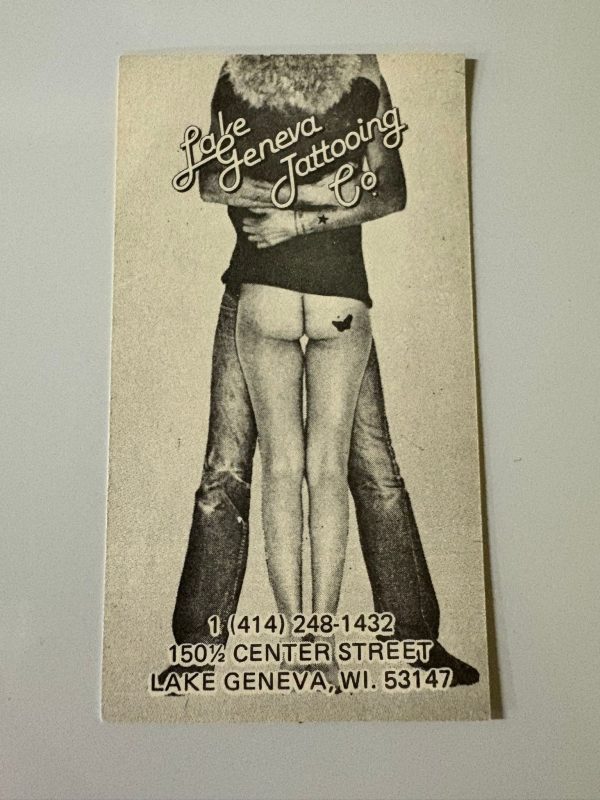 Lake
Geneva
Tattooing
Co.
1 (414) 248-1432
150½ CENTER STREET
LAKE GENEVA, WI. 53147